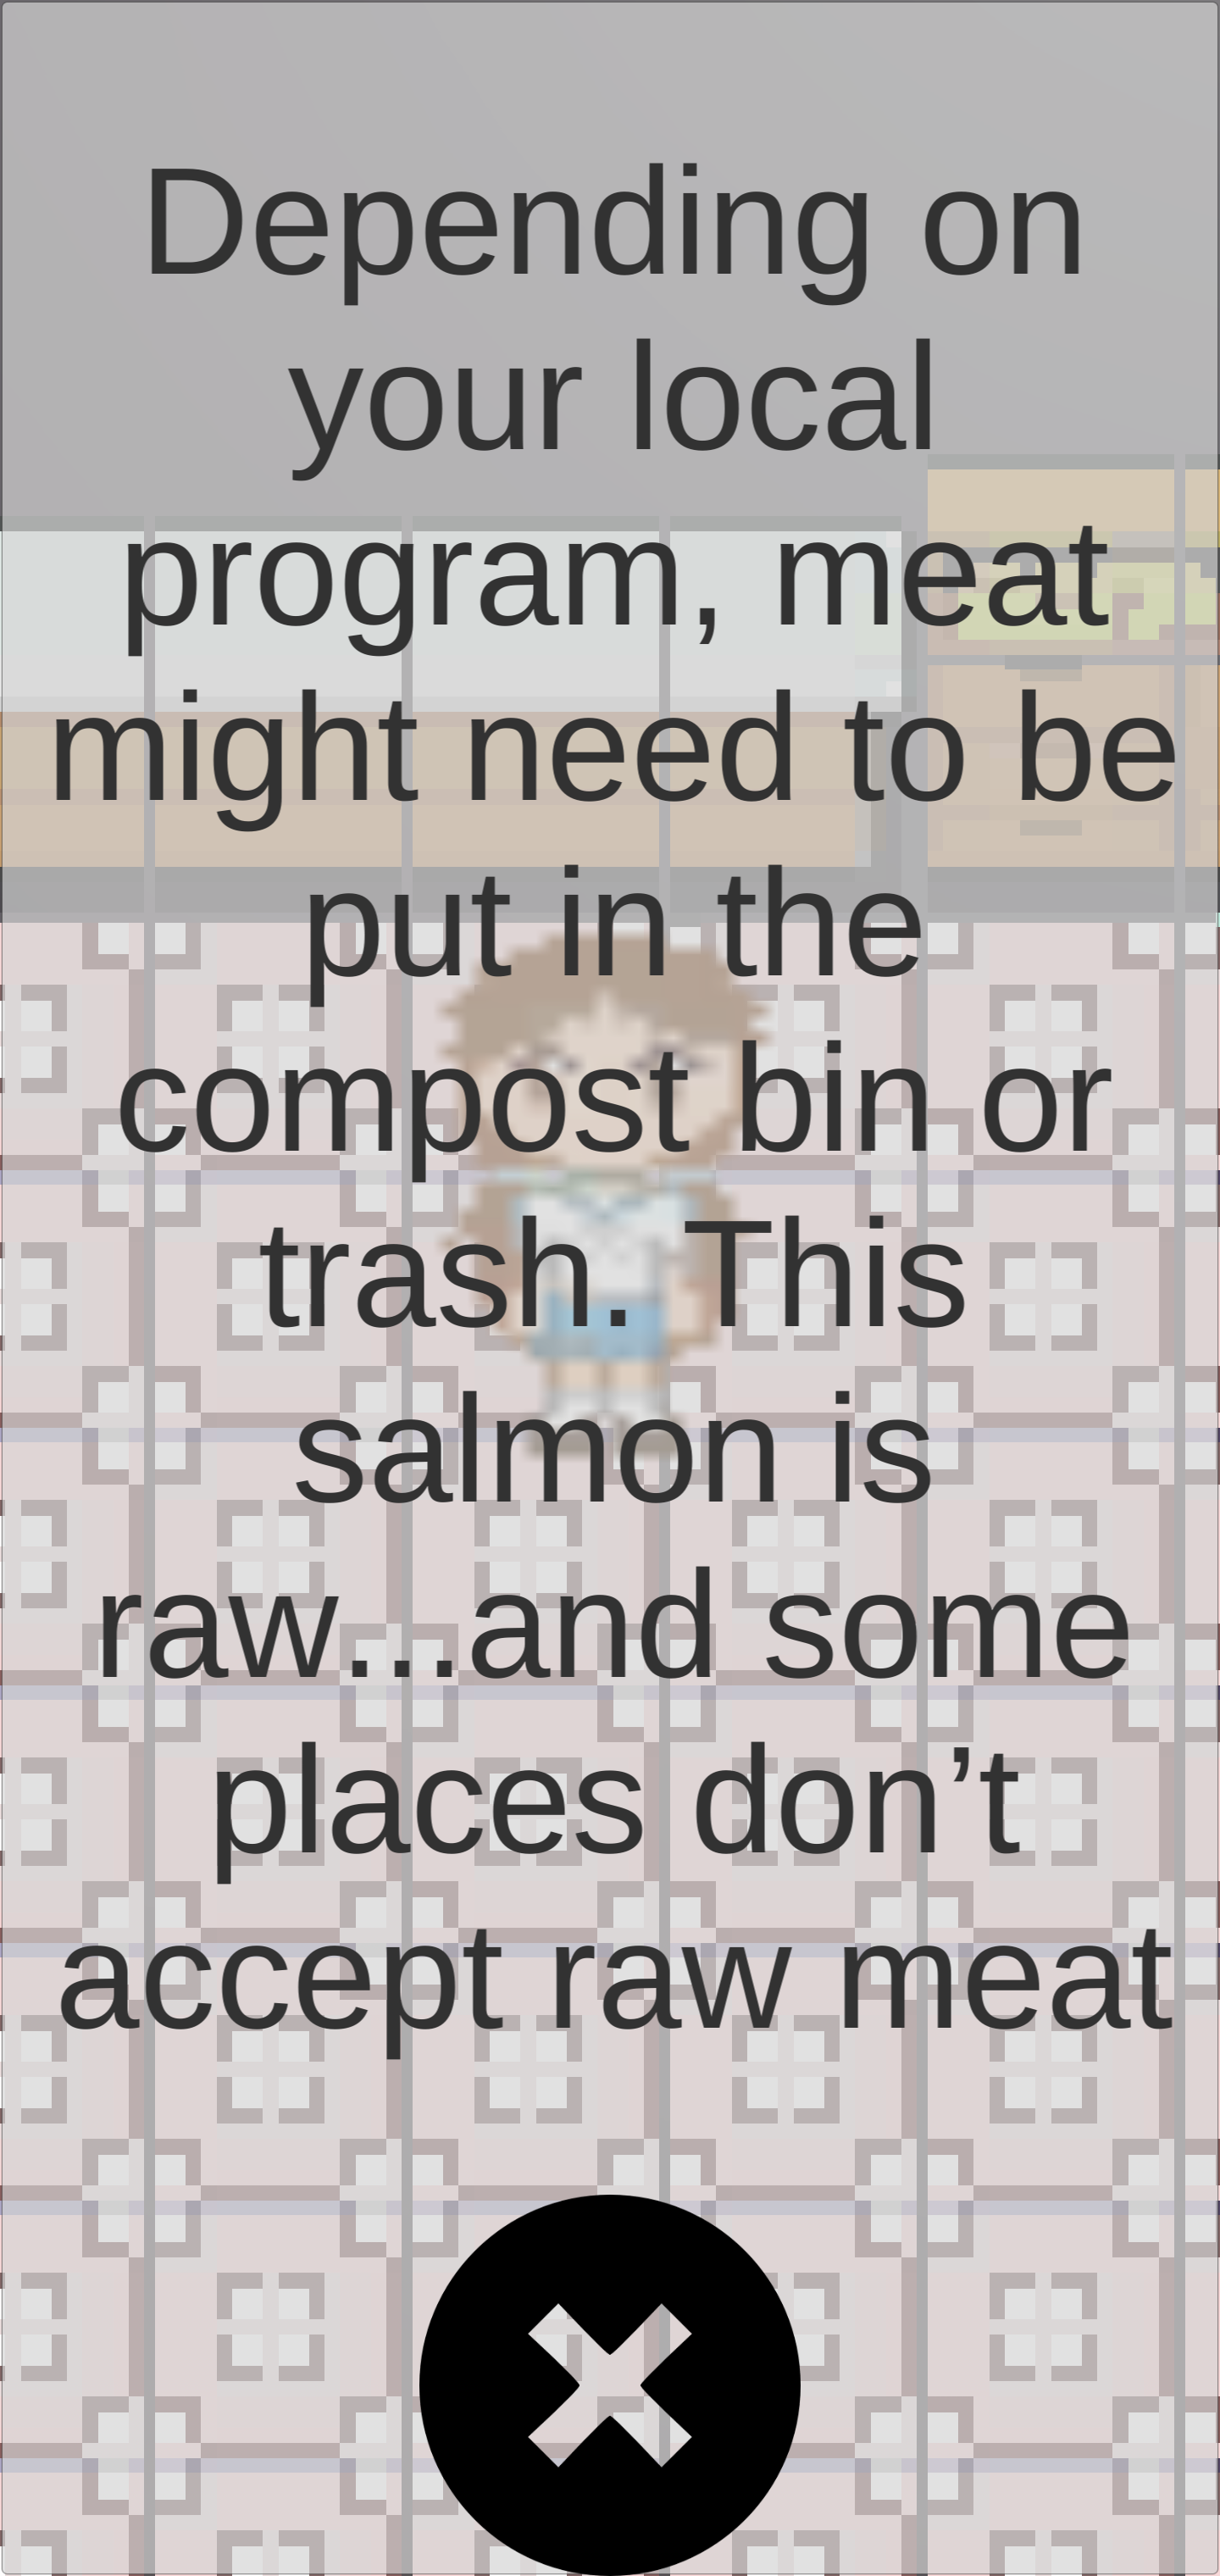 Depending on
your local
program, meat
might need to be
put in the
compost bin or
trash. This
salmon is
raw...and some
places don’t
accept raw meat